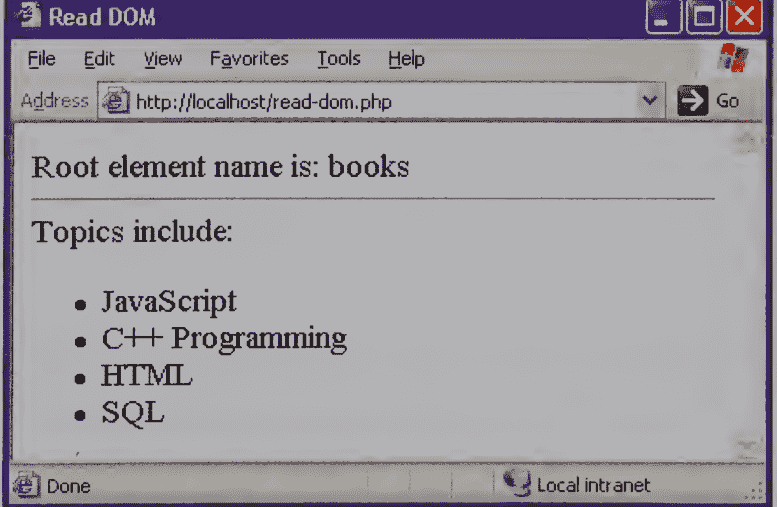 Read DOM
File Edit View Favorites Tools Help
Address http://localhost/read-dom.php Go
Root element name is: books
Topics include:
JavaScript
C++ Programming
HTML
SQL
Done Local intranet